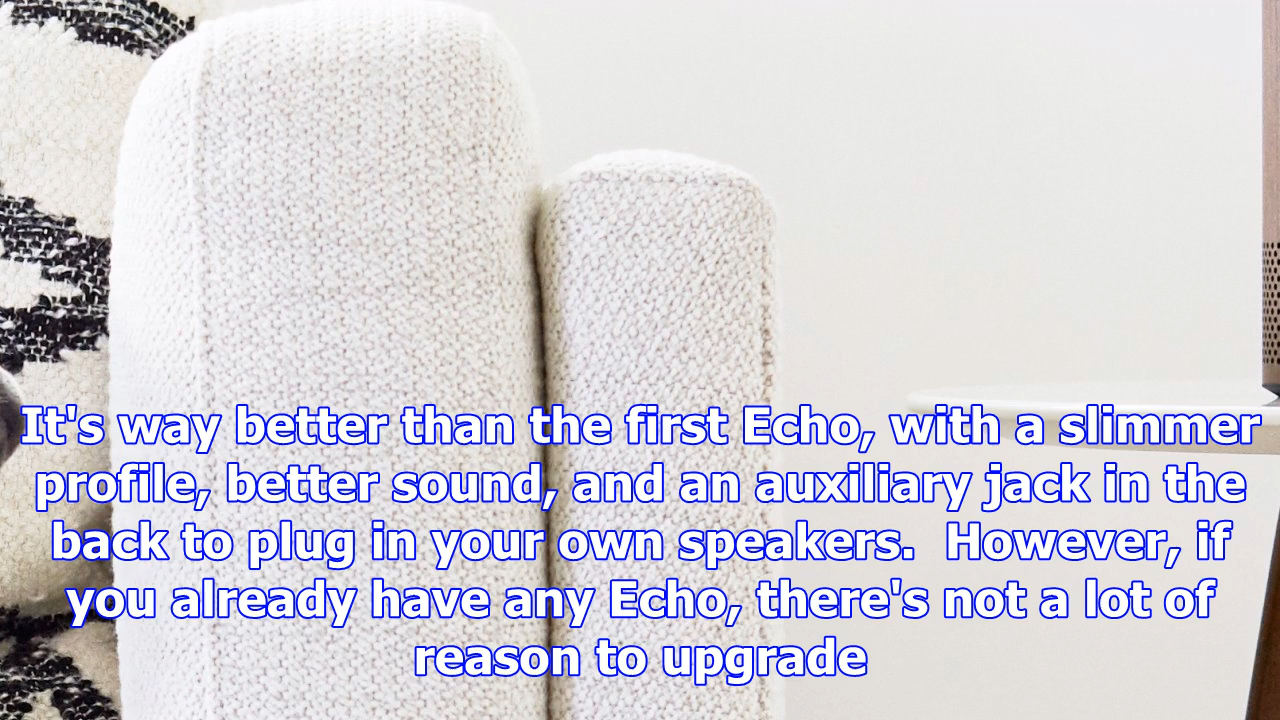 It's way better than the first Echo, with a slimmer
profile, better sound, and an auxiliary jack in the
back to plug in your own speakers.  However, if
you already have any Echo, there's not a lot of
reason to upgrade